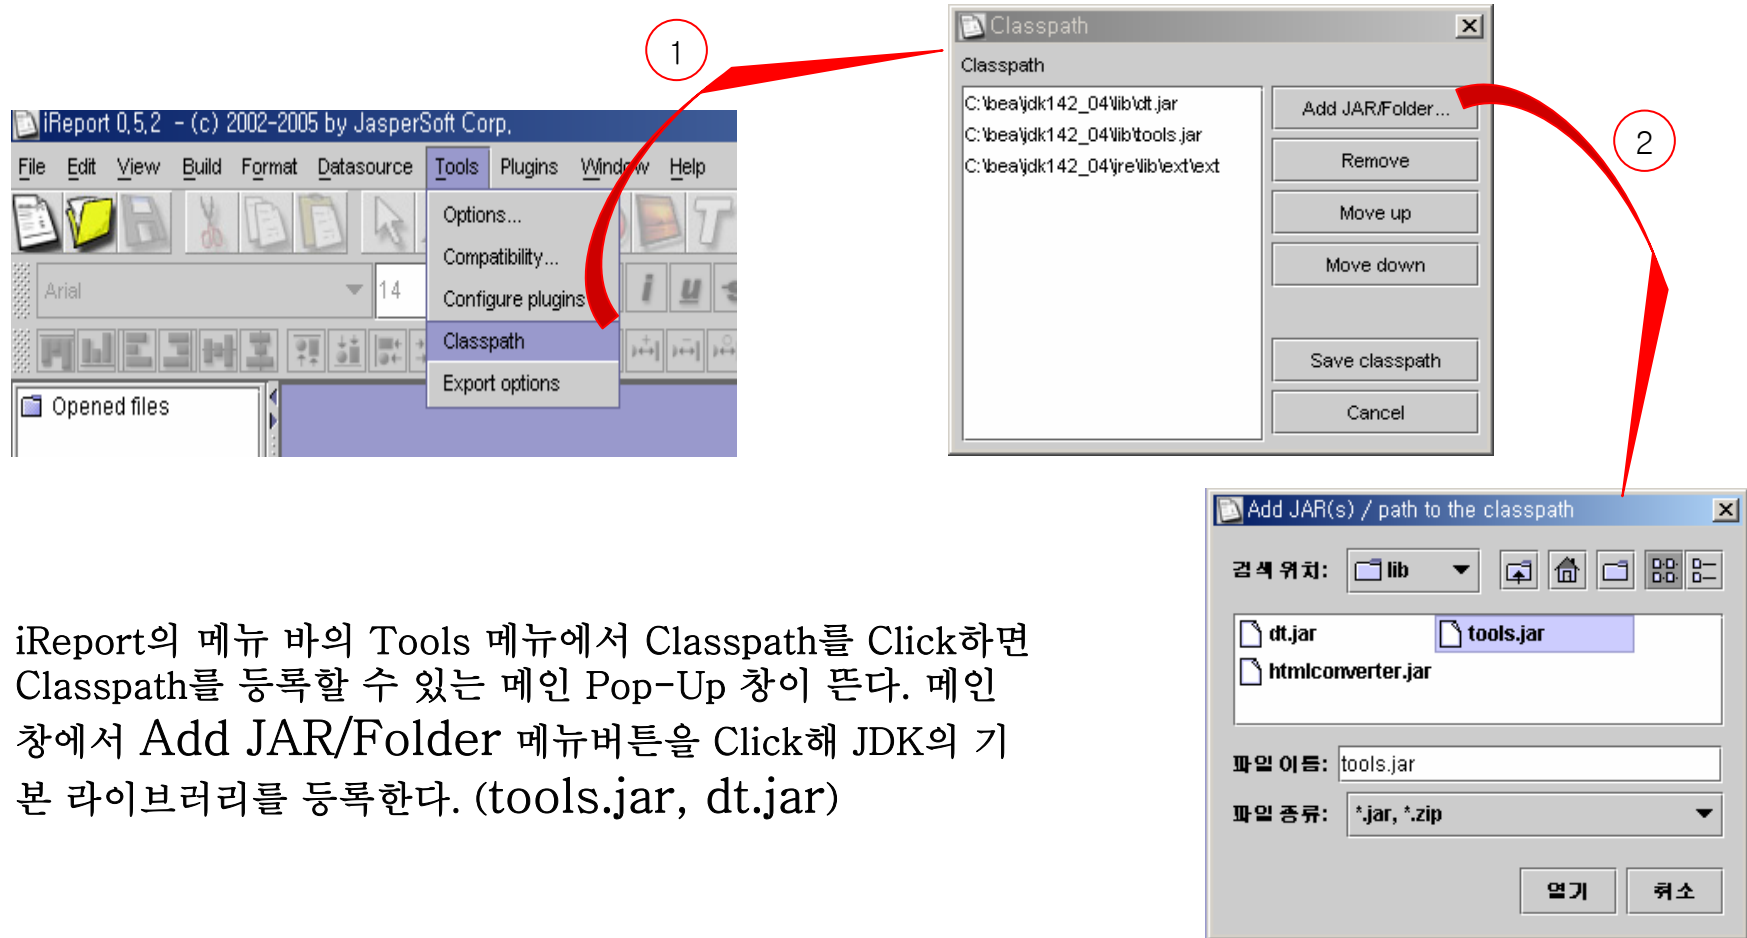 1
iReport 0,5,2 - (c) 2002-2005 by JasperSoft Corp,
File Edit View Build Format Datasource Tools Plugins Window Help
Options...
Compatibility...
Configure plugins
Classpath
Export options
Arial
14
i u
Opened files
Classpath
Classpath
C:\bea\jdk142_04\lib\dt.jar
C:\bea\jdk142_04\lib\tools.jar
C:\bea\jdk142_04\jre\lib\ext\ext
Add JAR/Folder...
Remove
Move up
Move down
Save classpath
Cancel
2
Add JAR(s) / path to the classpath
검색 위치: lib
dt.jar
tools.jar
htmlconverter.jar
파일 이름: tools.jar
파일 종류: *.jar, *.zip
열기 취소
iReport의 메뉴 바의 Tools 메뉴에서 Classpath를 Click하면
Classpath를 등록할 수 있는 메인 Pop-Up 창이 뜬다. 메인
창에서 Add JAR/Folder 메뉴버튼을 Click해 JDK의 기
본 라이브러리를 등록한다. (tools.jar, dt.jar)